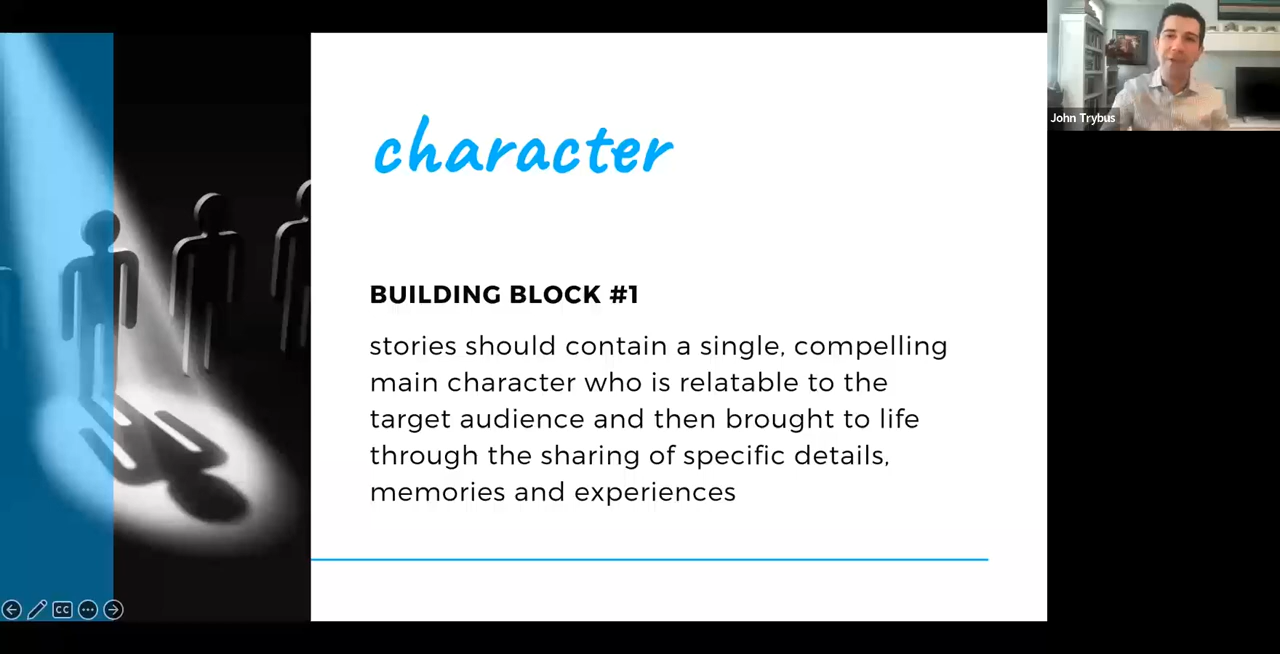 character
John Trybus
BUILDING BLOCK #1
stories should contain a single, compelling
main character who is relatable to the
target audience and then brought to life
through the sharing of specific details,
memories and experiences
CC